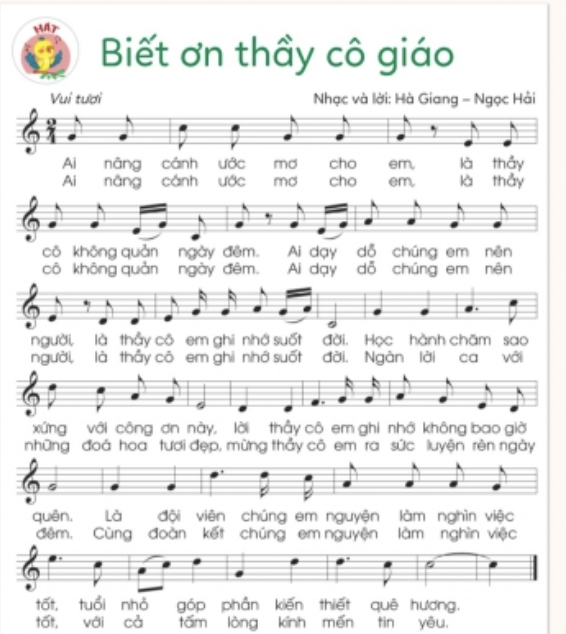 HÁT
Biết ơn thầy cô giáo
Vui tươi
Nhạc và lời: Hà Giang – Ngọc Hải
2
4
Ai nâng cánh ước mơ cho em, là thầy
Ai nâng cánh ước mơ cho em, là thầy
cô không quản ngày đêm. Ai dạy dỗ chúng em nên
cô không quản ngày đêm. Ai dạy dỗ chúng em nên
người, là thầy cô em ghi nhớ suốt đời. Học hành chăm sao
người, là thầy cô em ghi nhớ suốt đời. Ngàn lời ca với
xứng với công ơn này, lời thầy cô em ghi nhớ không bao giờ
những đoá hoa tươi đẹp, mừng thầy cô em ra sức luyện rèn ngày
quên. Là đội viên chúng em nguyện làm nghìn việc
đêm. Cùng đoàn kết chúng em nguyện làm nghìn việc
tốt, tuổi nhỏ góp phần kiến thiết quê hương.
tốt, với cả tấm lòng kính mến tin yêu.